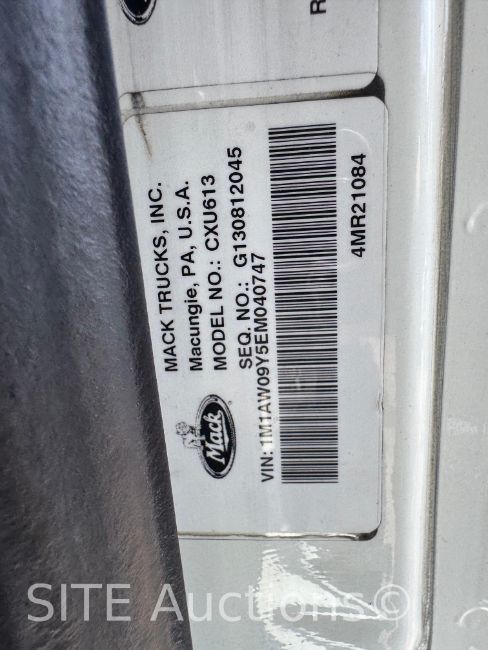 MACK TRUCKS, INC.
Macungie, PA, U.S.A.
MODEL NO.: CXU613
SEQ. NO.: G130812045
Mack
VIN:1M1AW09Y5EM040747
4MR21084
R
SITE Auctions©